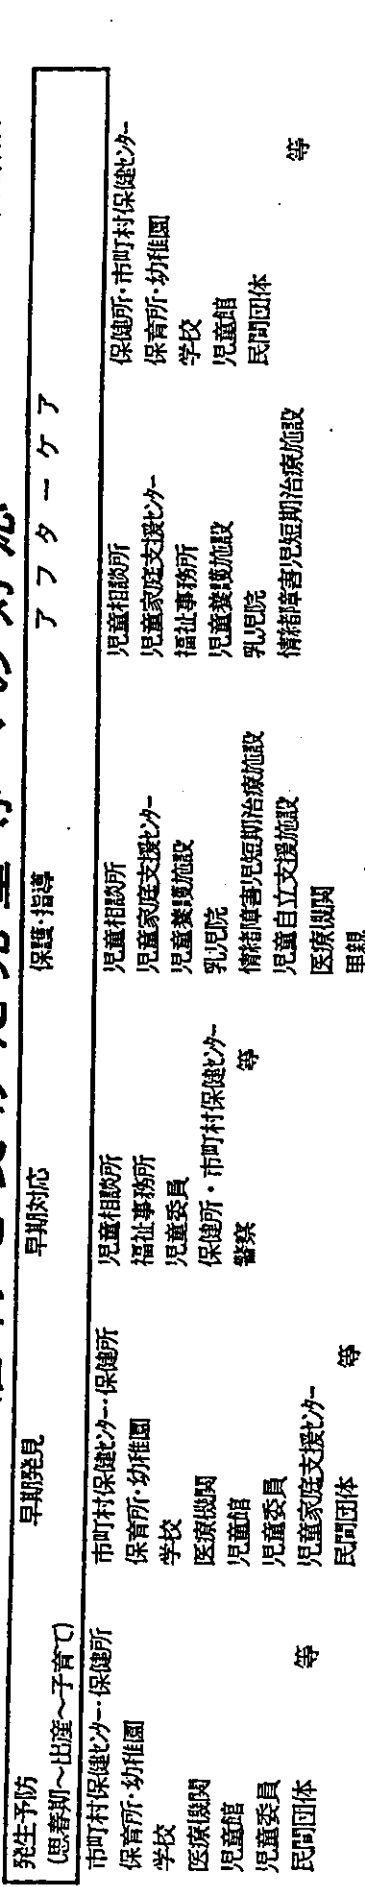 発生予防
(思春期～出産～子育て)
市町村保健センター・保健所
保育所・幼稚園
学校
医療機関
児童館
児童委員
民間団体　等
早期発見
市町村保健センター・保健所
保育所・幼稚園
学校
医療機関
児童館
児童委員
児童家庭支援センター
民間団体　等
早期対応
児童相談所
福祉事務所
児童委員
保健所・市町村保健センター
警察　等
保護・指導
児童相談所
児童家庭支援センター
児童養護施設
乳児院
情緒障害児短期治療施設
児童自立支援施設
医療機関
里親
アフターケア
児童相談所
児童家庭支援センター
福祉事務所
児童養護施設
乳児院
情緒障害児短期治療施設
保健所・市町村保健センター
保育所・幼稚園
学校
児童館
民間団体　等